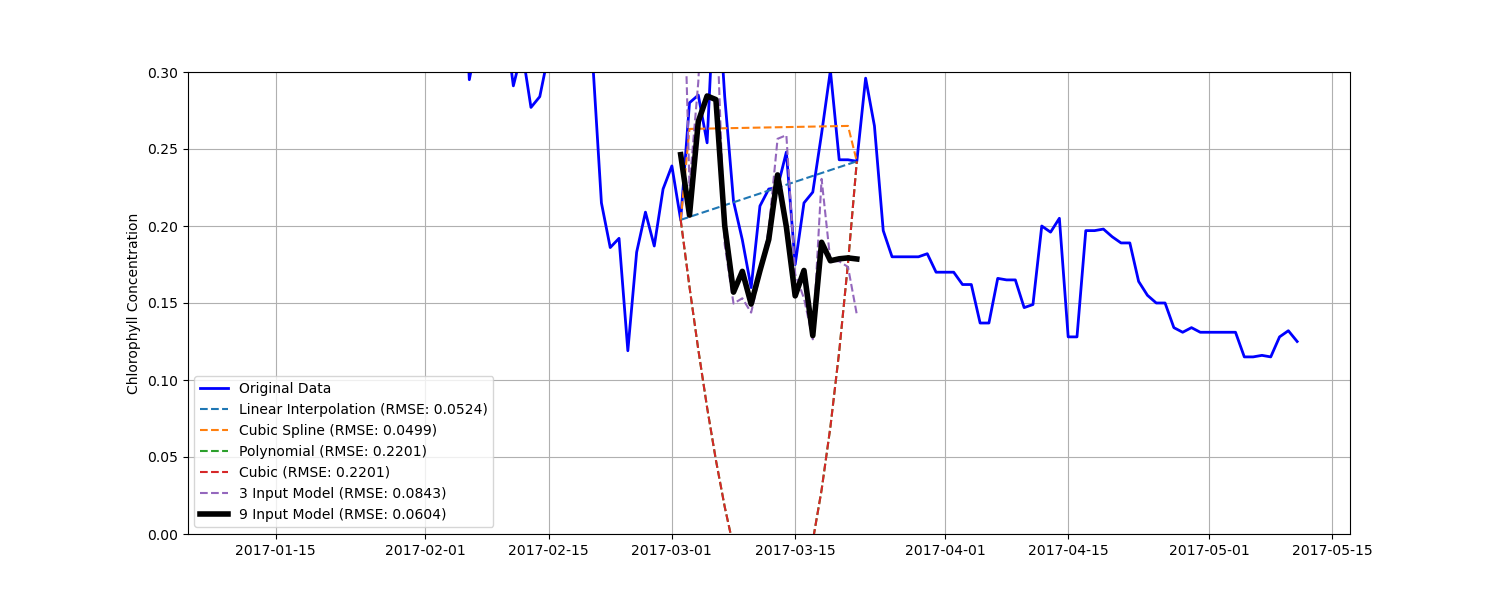 0.30
0.25
0.20
0.15
0.10
0.05
0.00
Chlorophyll Concentration
Original Data
Linear Interpolation (RMSE: 0.0524)
Cubic Spline (RMSE: 0.0499)
Polynomial (RMSE: 0.2201)
Cubic (RMSE: 0.2201)
3 Input Model (RMSE: 0.0843)
9 Input Model (RMSE: 0.0604)
2017-01-15
2017-02-01
2017-02-15
2017-03-01
2017-03-15
2017-04-01
2017-04-15
2017-05-01
2017-05-15